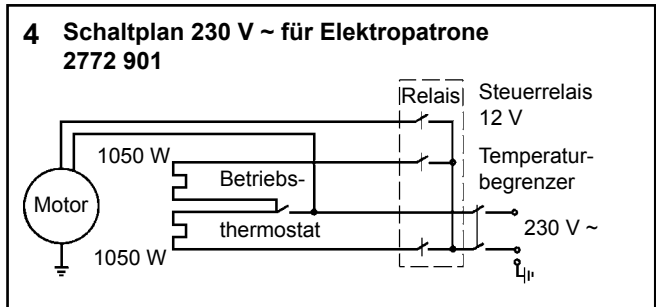 4 Schaltplan 230 V ~ für Elektropatrone
2772 901
Relais
Steuerrelais
12 V
1050 W
Temperatur-
begrenzer
Betriebs-
thermostat
Motor
230 V ~
1050 W